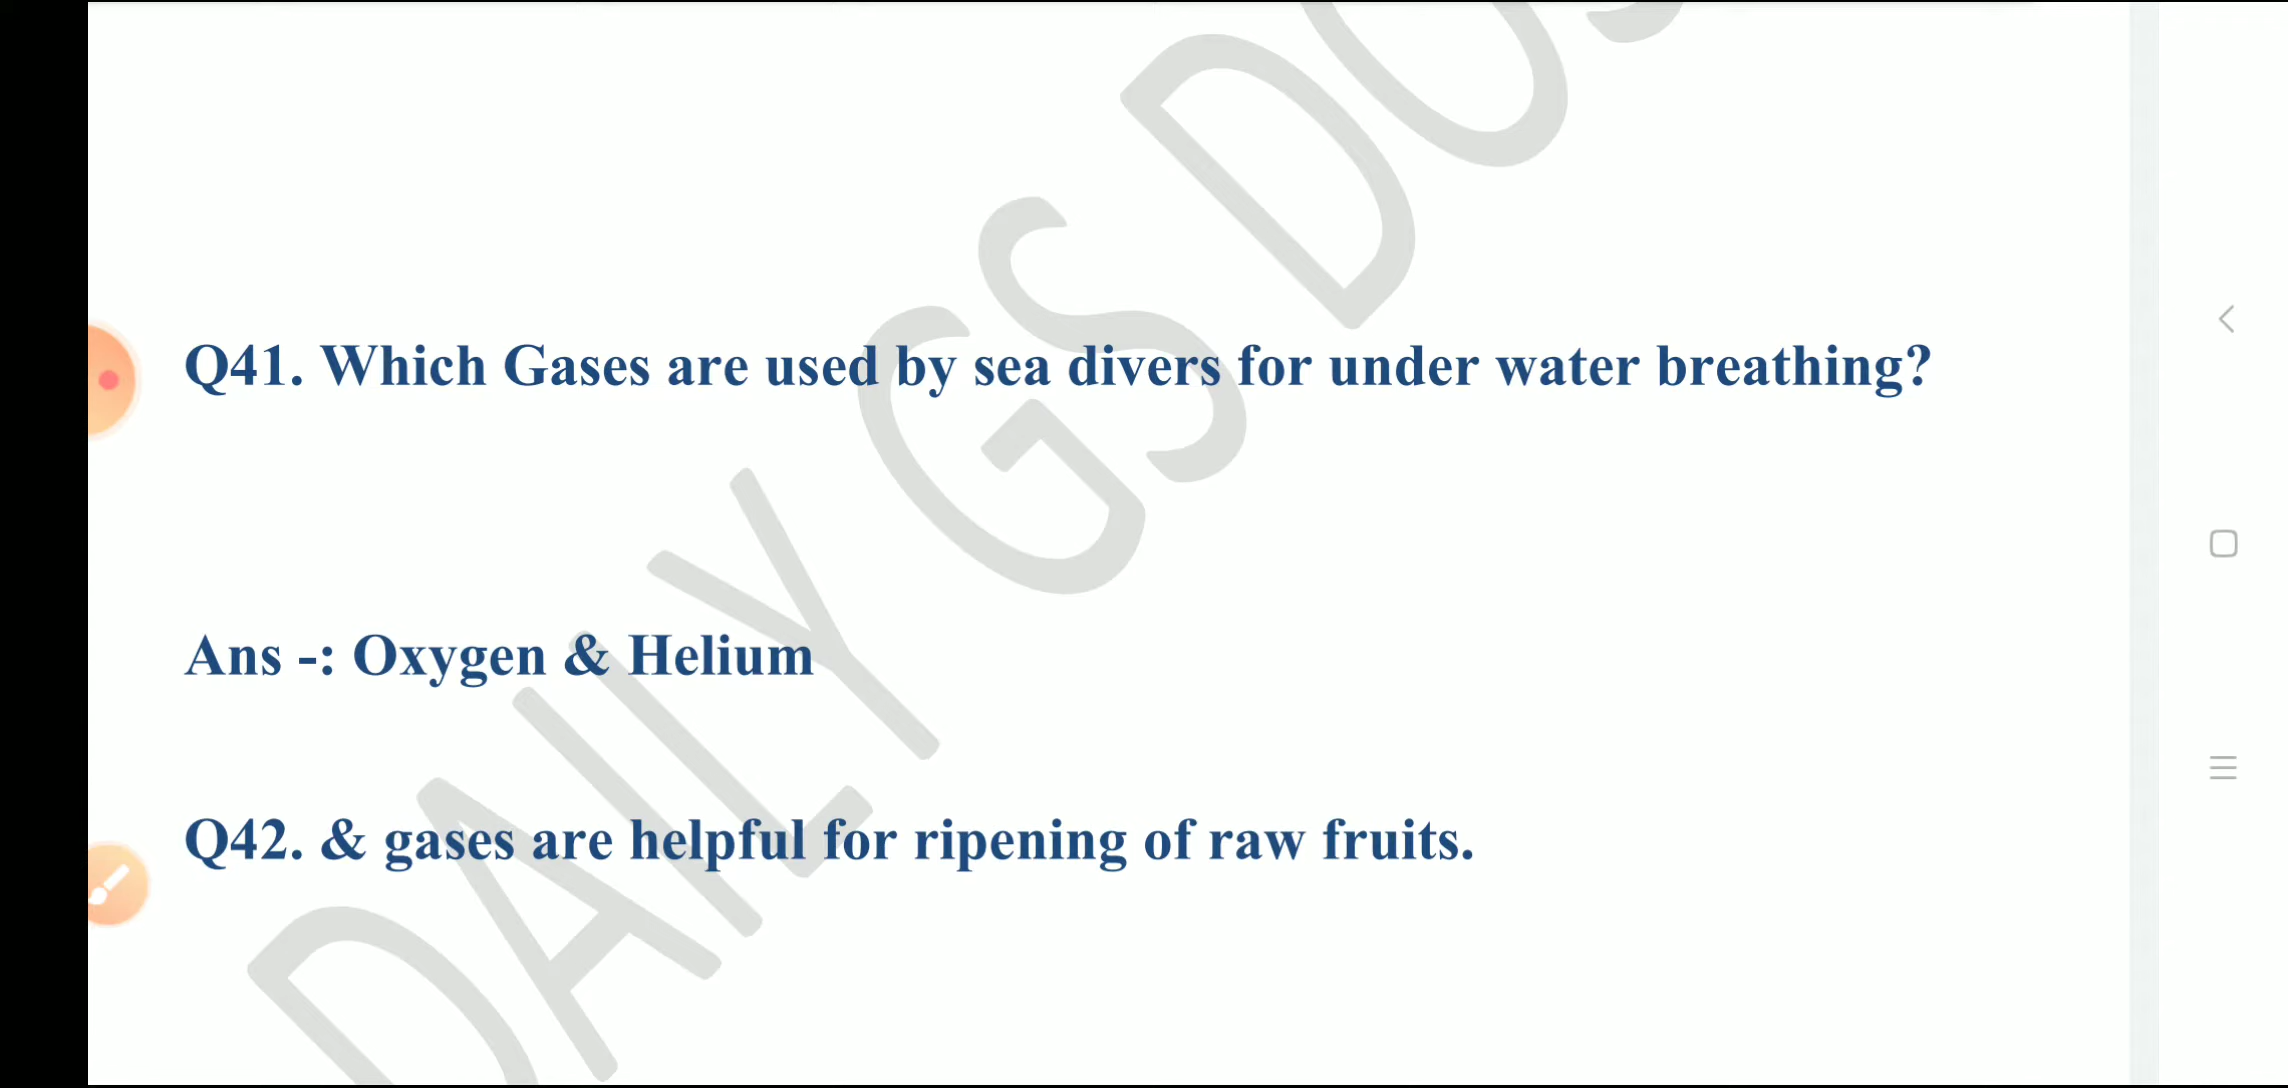 DAILY GS DOS
Q41. Which Gases are used by sea divers for under water breathing?
Ans -: Oxygen & Helium
Q42. & gases are helpful for ripening of raw fruits.